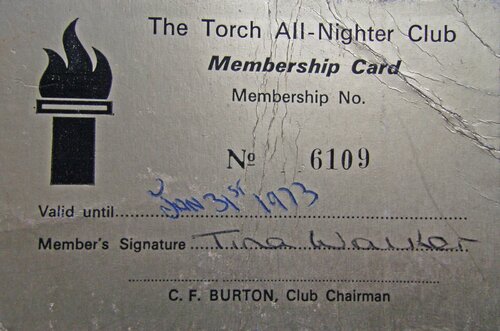 The Torch All-Nighter Club
Membership Card
Membership No.
No 6109
Valid until Jan 31st 1973
Member's Signature Tina Walker
C. F. BURTON, Club Chairman